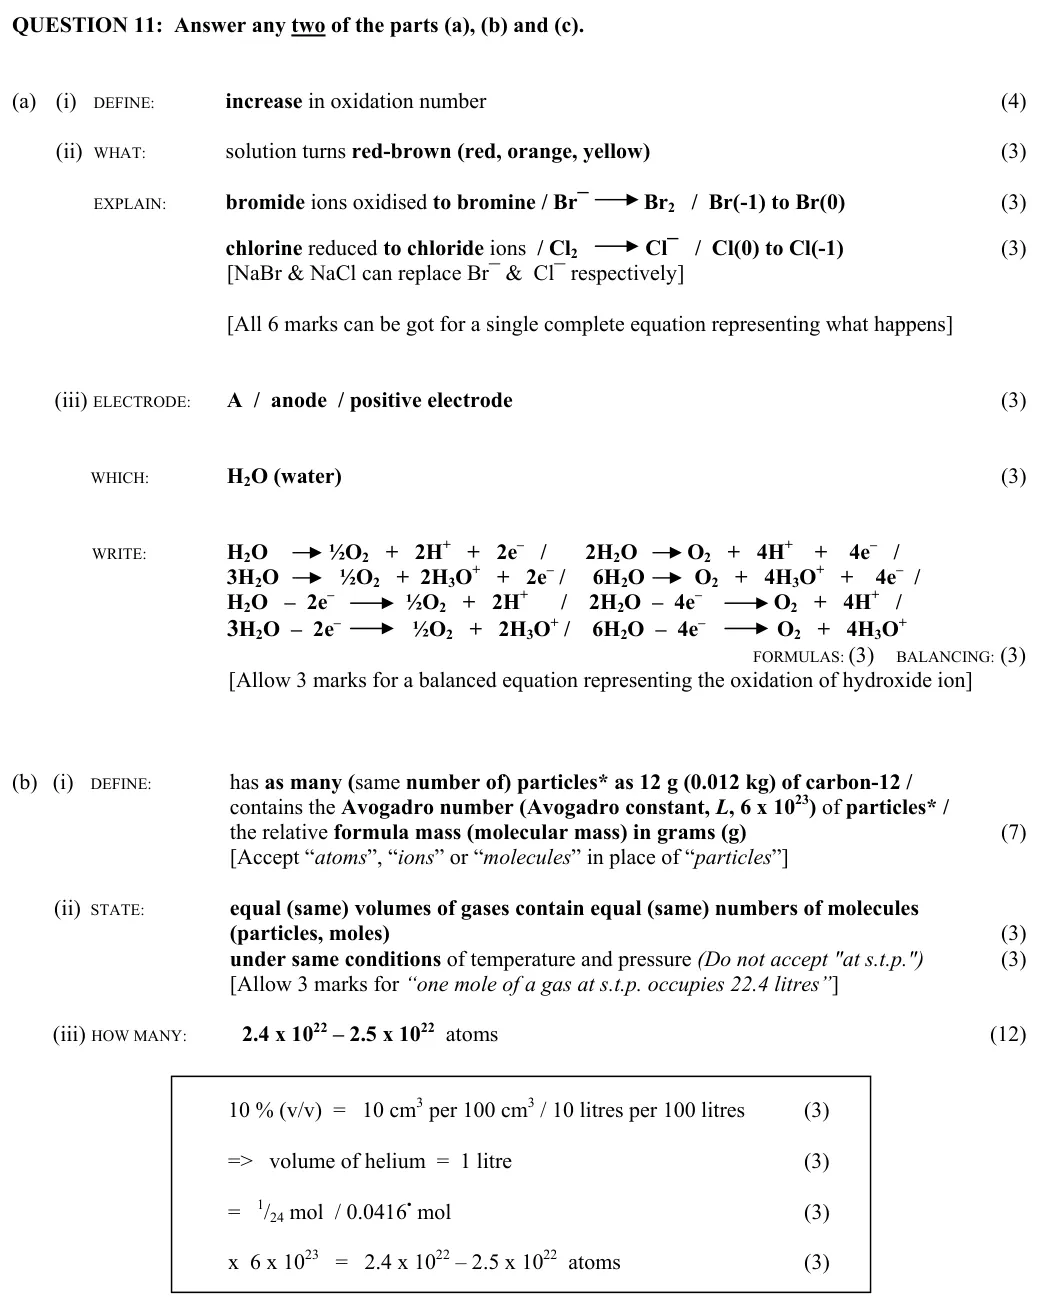 QUESTION 11: Answer any two of the parts (a), (b) and (c).
(a) (i) DEFINE: increase in oxidation number (4)
(ii) WHAT: solution turns red-brown (red, orange, yellow) (3)
EXPLAIN: bromide ions oxidised to bromine / Br⁻ → Br₂ / Br(-1) to Br(0) (3)
chlorine reduced to chloride ions / Cl₂ → Cl⁻ / Cl(0) to Cl(-1) (3)
[NaBr & NaCl can replace Br⁻ & Cl⁻ respectively]
[All 6 marks can be got for a single complete equation representing what happens]
(iii) ELECTRODE: A / anode / positive electrode (3)
WHICH: H₂O (water) (3)
WRITE: H₂O → ½O₂ + 2H⁺ + 2e⁻ / 2H₂O → O₂ + 4H⁺ + 4e⁻ /
3H₂O → ½O₂ + 2H₃O⁺ + 2e⁻ / 6H₂O → O₂ + 4H₃O⁺ + 4e⁻ /
H₂O – 2e⁻ → ½O₂ + 2H⁺ / 2H₂O – 4e⁻ → O₂ + 4H⁺ /
3H₂O – 2e⁻ → ½O₂ + 2H₃O⁺ / 6H₂O – 4e⁻ → O₂ + 4H₃O⁺
FORMULAS: (3) BALANCING: (3)
[Allow 3 marks for a balanced equation representing the oxidation of hydroxide ion]
(b) (i) DEFINE: has as many (same number of) particles* as 12 g (0.012 kg) of carbon-12 /
contains the Avogadro number (Avogadro constant, L, 6 x 10²³) of particles* /
the relative formula mass (molecular mass) in grams (g) (7)
[Accept “atoms”, “ions” or “molecules” in place of “particles”]
(ii) STATE: equal (same) volumes of gases contain equal (same) numbers of molecules
(particles, moles) (3)
under same conditions of temperature and pressure (Do not accept "at s.t.p.") (3)
[Allow 3 marks for “one mole of a gas at s.t.p. occupies 22.4 litres”]
(iii) HOW MANY: 2.4 x 10²² – 2.5 x 10²² atoms (12)
10 % (v/v) = 10 cm³ per 100 cm³ / 10 litres per 100 litres (3)
=> volume of helium = 1 litre (3)
= ¹/₂₄ mol / 0.0416̇ mol (3)
x 6 x 10²³ = 2.4 x 10²² – 2.5 x 10²² atoms (3)